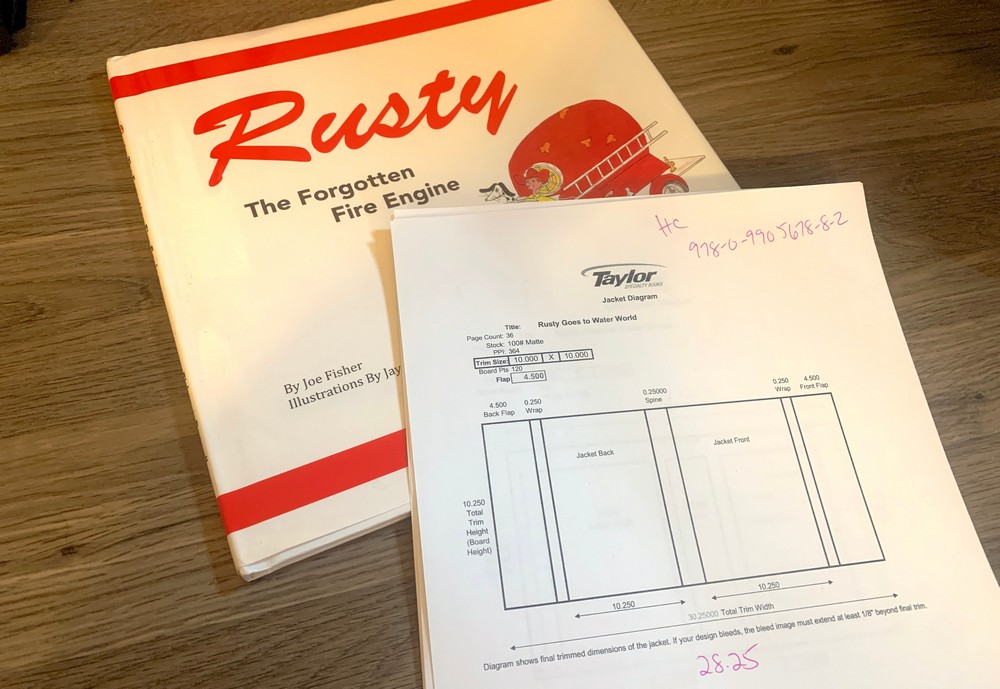 Rusty
The Forgotten
Fire Engine
By Joe Fisher
Illustrations By Jay
HC
978-0-9905678-8-2
Taylor
SPECIALTY BOOKS
Jacket Diagram
Title: Rusty Goes to Water World
Page Count: 36
Stock: 100# Matte
PPI: 364
Trim Size: 10.000 X 10.000
Board Pts 120
Flap 4.500
4.500 0.250 0.25000 0.250 4.500
Back Flap Wrap Spine Wrap Front Flap
Jacket Back Jacket Front
10.250
Total
Trim
Height
(Board
Height)
10.250 10.250
30.25000 Total Trim Width
Diagram shows final trimmed dimensions of the jacket. If your design bleeds, the bleed image must extend at least 1/8" beyond final trim.
28.25